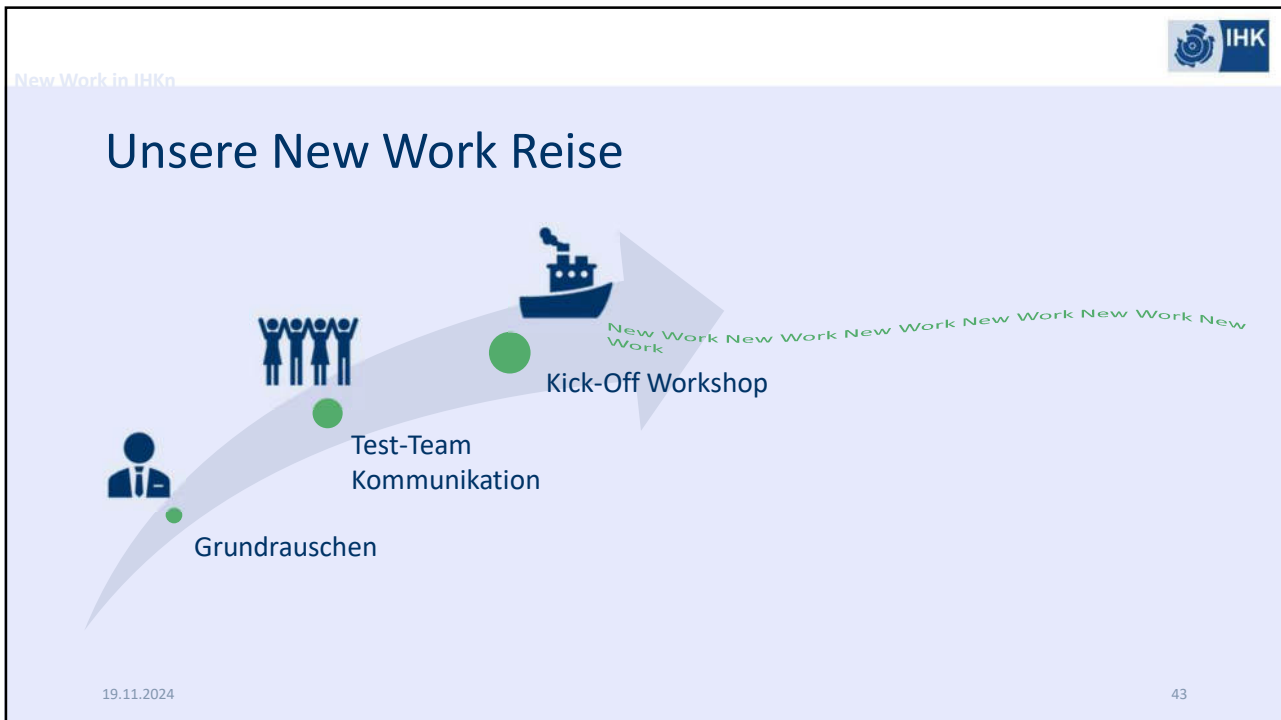 IHK
New Work in IHKn
Unsere New Work Reise
New Work New Work New Work New Work New Work New
Work
Kick-Off Workshop
Test-Team
Kommunikation
Grundrauschen
19.11.2024
43